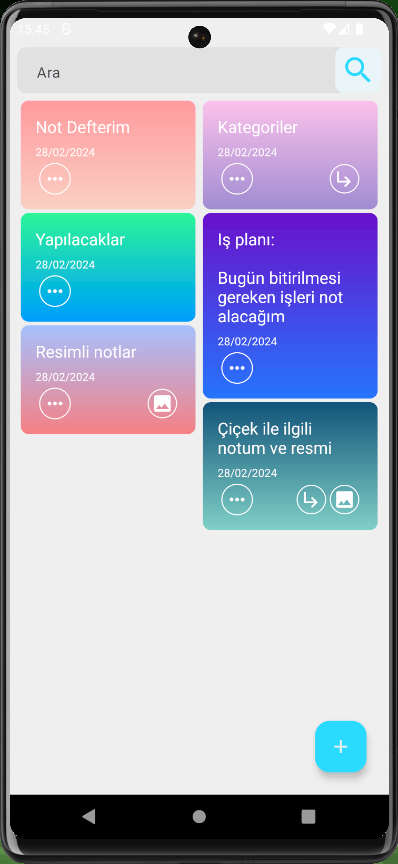 15:45
Ara
Not Defterim
28/02/2024
Kategoriler
28/02/2024
Yapılacaklar
28/02/2024
Iş planı:
Bugün bitirilmesi
gereken işleri not
alacağım
28/02/2024
Resimli notlar
28/02/2024
Çiçek ile ilgili
notum ve resmi
28/02/2024